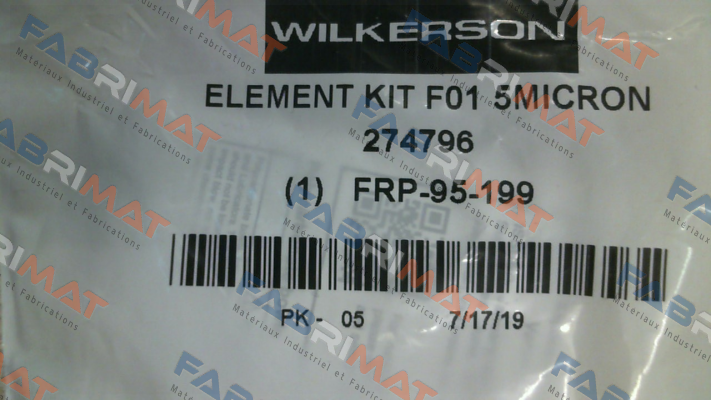 WILKERSON
ELEMENT KIT F01 5MICRON
274796
(1) FRP-95-199
PK - 05 7/17/19
FABRIMAT
Materiaux Industriel et Fabrications